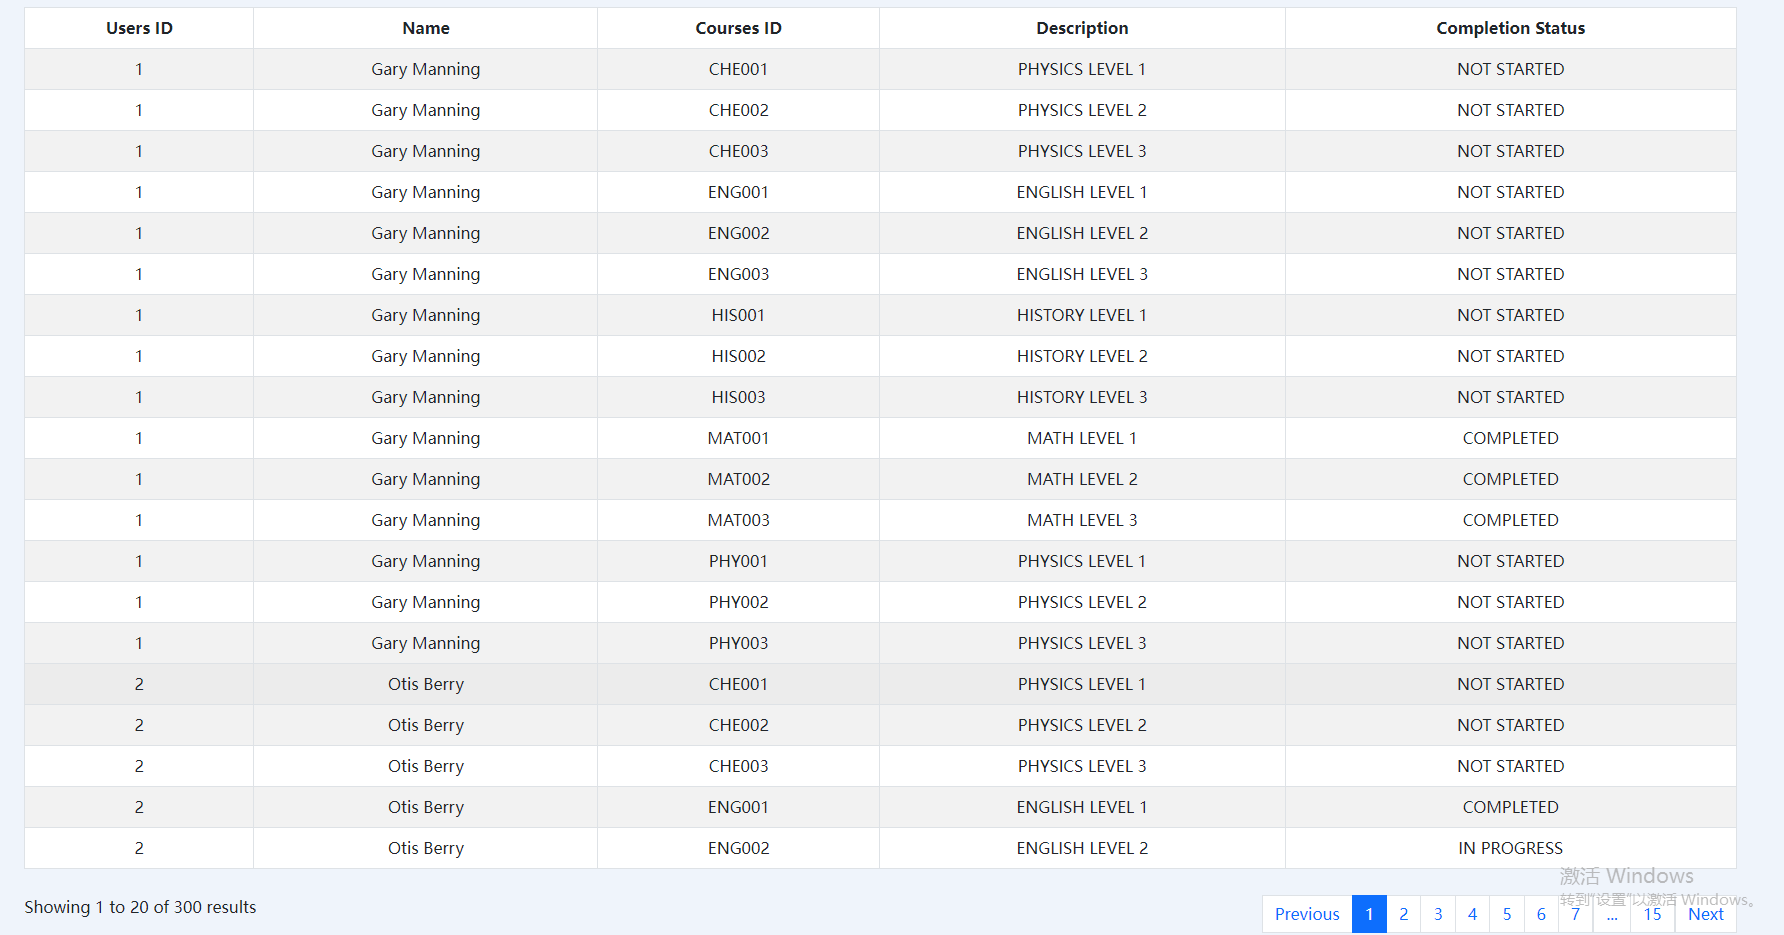 Users ID Name Courses ID Description Completion Status
1 Gary Manning CHE001 PHYSICS LEVEL 1 NOT STARTED
1 Gary Manning CHE002 PHYSICS LEVEL 2 NOT STARTED
1 Gary Manning CHE003 PHYSICS LEVEL 3 NOT STARTED
1 Gary Manning ENG001 ENGLISH LEVEL 1 NOT STARTED
1 Gary Manning ENG002 ENGLISH LEVEL 2 NOT STARTED
1 Gary Manning ENG003 ENGLISH LEVEL 3 NOT STARTED
1 Gary Manning HIS001 HISTORY LEVEL 1 NOT STARTED
1 Gary Manning HIS002 HISTORY LEVEL 2 NOT STARTED
1 Gary Manning HIS003 HISTORY LEVEL 3 NOT STARTED
1 Gary Manning MAT001 MATH LEVEL 1 COMPLETED
1 Gary Manning MAT002 MATH LEVEL 2 COMPLETED
1 Gary Manning MAT003 MATH LEVEL 3 COMPLETED
1 Gary Manning PHY001 PHYSICS LEVEL 1 NOT STARTED
1 Gary Manning PHY002 PHYSICS LEVEL 2 NOT STARTED
1 Gary Manning PHY003 PHYSICS LEVEL 3 NOT STARTED
2 Otis Berry CHE001 PHYSICS LEVEL 1 NOT STARTED
2 Otis Berry CHE002 PHYSICS LEVEL 2 NOT STARTED
2 Otis Berry CHE003 PHYSICS LEVEL 3 NOT STARTED
2 Otis Berry ENG001 ENGLISH LEVEL 1 COMPLETED
2 Otis Berry ENG002 ENGLISH LEVEL 2 IN PROGRESS
激活 Windows
转到"设置"以激活 Windows。
Showing 1 to 20 of 300 results
Previous 1 2 3 4 5 6 7 ... 15 Next